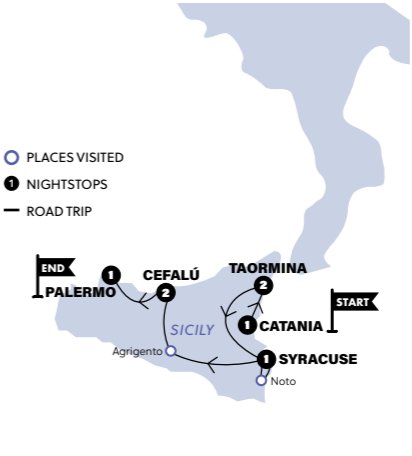 PLACES VISITED
1 NIGHTSTOPS
ROAD TRIP
END
1
CEFALÚ
TAORMINA
PALERMO
2
2
START
SICILY
1 CATANIA
Agrigento
1 SYRACUSE
Noto